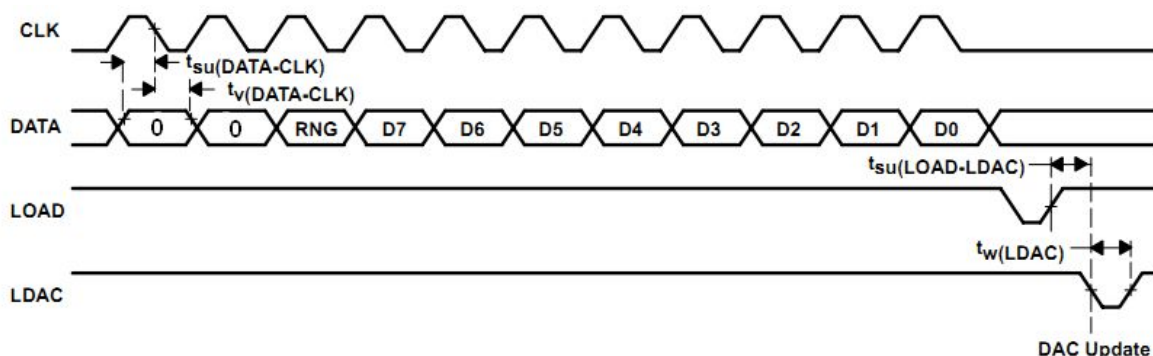 CLK
tsu(DATA-CLK)
tv(DATA-CLK)
DATA 0 0 RNG D7 D6 D5 D4 D3 D2 D1 D0
tsu(LOAD-LDAC)
LOAD
tw(LDAC)
LDAC
DAC Update